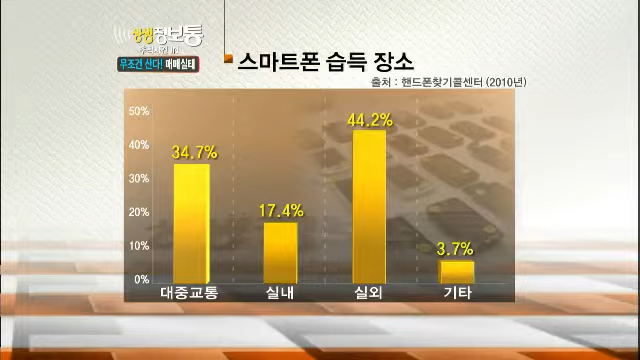 생생정보통
무조건 산다! 매매실태
스마트폰 습득 장소
출처 : 핸드폰찾기콜센터 (2010년)
50%
40%
30%
20%
10%
0%
34.7%
17.4%
44.2%
3.7%
대중교통
실내
실외
기타